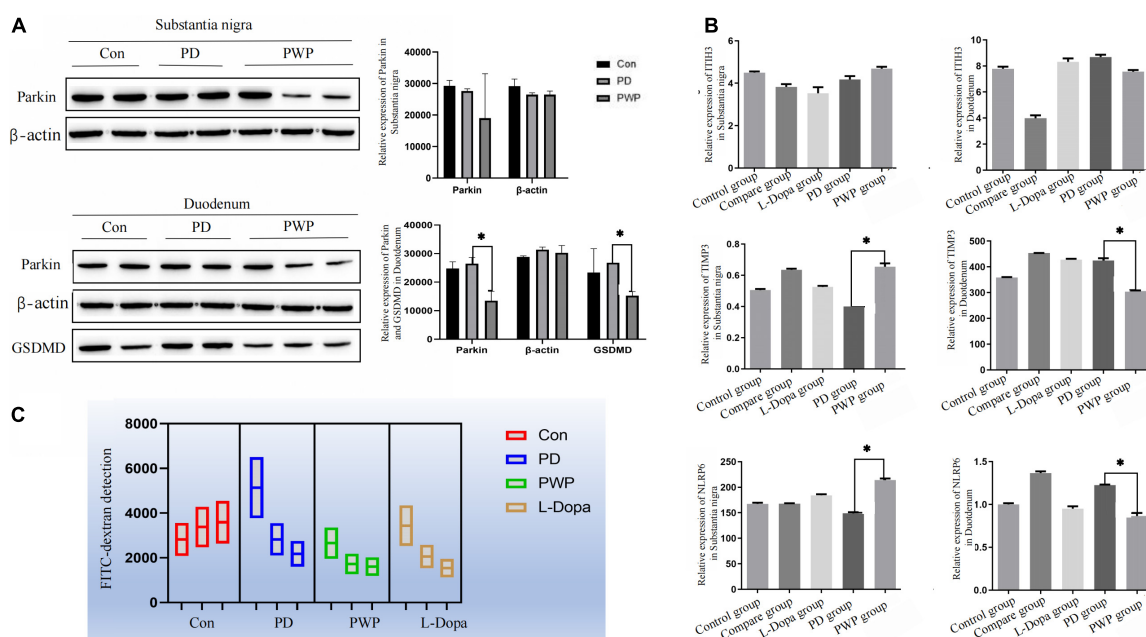 A
Substantia nigra
Con PD PWP
Parkin
β-actin
Relative expression of Parkin in
Substantia nigra
40000
30000
20000
10000
0
Parkin β-actin
Con
PD
PWP
Duodenum
Con PD PWP
Parkin
β-actin
GSDMD
Relative expression of Parkin
and GSDMD in Duotdenum
40000
30000
20000
10000
0
* *
Parkin β-actin GSDMD
B
Relative expression of ITIH3
in Substantia nigra
6
4
2
0
Control group
Compare group
L-Dopa group
PD group
PWP group
Relative expression of ITIH3
in Duotdenum
10
8
6
4
2
0
Control group
Compare group
L-Dopa group
PD group
PWP group
Relative expression of TIMP3
in Substantia nigra
0.8
0.6
0.4
0.2
0.0
*
Control group
Compare group
L-Dopa group
PD group
PWP group
Relative expression of TIMP3
in Duotdenum
500
400
300
200
100
0
*
Control group
Compare group
L-Dopa group
PD group
PWP group
Relative expression of NLRP6
in Substantia nigra
250
200
150
100
50
0
*
Control group
Compare group
L-Dopa group
PD group
PWP group
Relative expression of NLRP6
in Duotdenum
1.5
1.0
0.5
0.0
*
Control group
Compare group
L-Dopa group
PD group
PWP group
C
FITC-dextran detection
8000
6000
4000
2000
0
Con PD PWP L-Dopa
Con
PD
PWP
L-Dopa